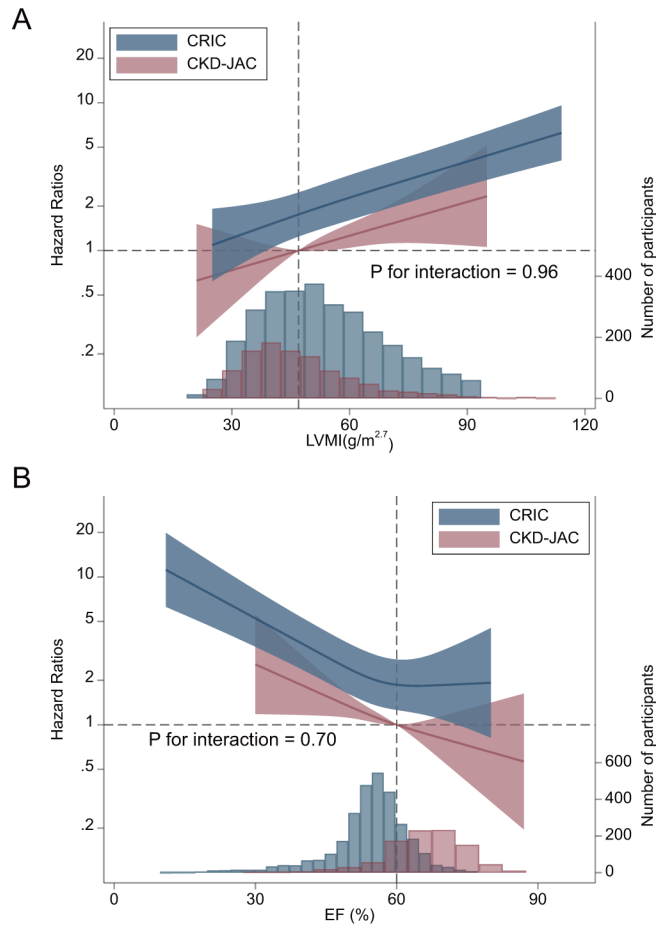 A
CRIC
CKD-JAC
20
10
5
2
1
.5
.2
Hazard Ratios
P for interaction = 0.96
400
200
0
Number of participants
0 30 60 90 120
LVMI(g/m^2.7)
B
CRIC
CKD-JAC
20
10
5
2
1
.5
.2
Hazard Ratios
P for interaction = 0.70
600
400
200
0
Number of participants
0 30 60 90
EF (%)